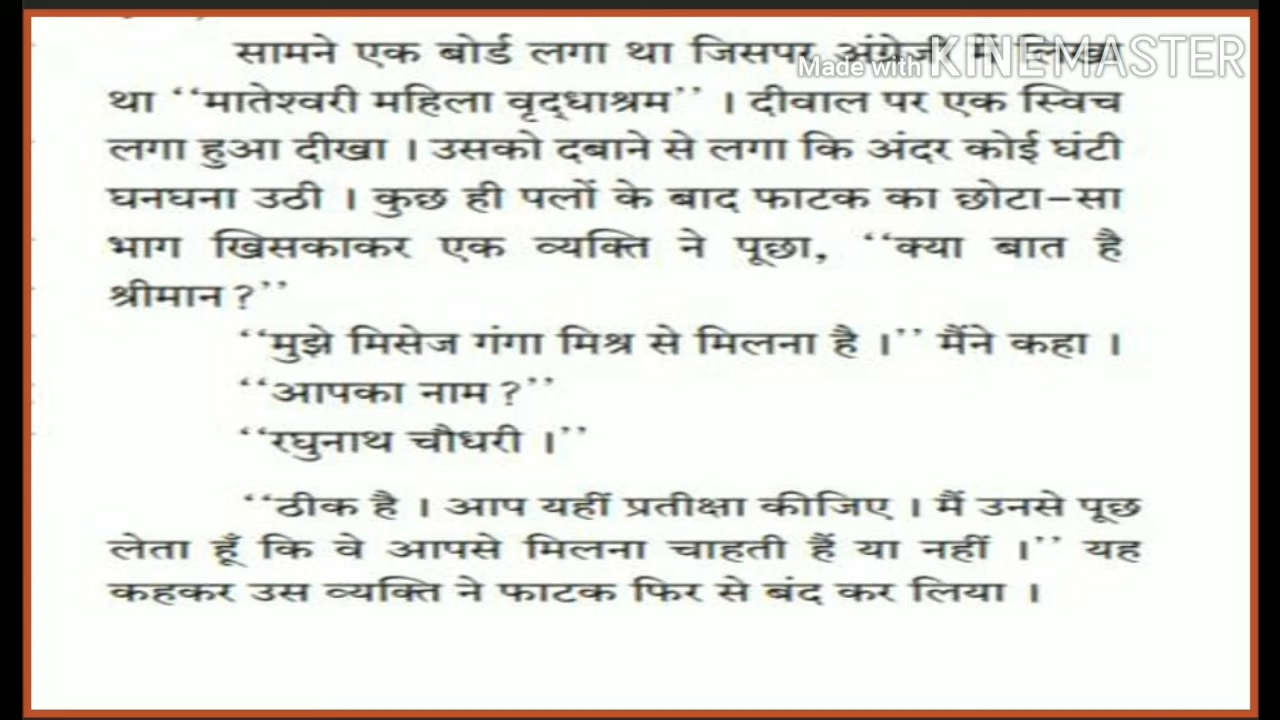 सामने एक बोर्ड लगा था जिसपर अंग्रेजी में लिखा
Made with KINEMASTER
था ‘‘मातेश्वरी महिला वृद्धाश्रम’’ । दीवाल पर एक स्विच
लगा हुआ दीखा । उसको दबाने से लगा कि अंदर कोई घंटी
घनघना उठी । कुछ ही पलों के बाद फाटक का छोटा-सा
भाग खिसकाकर एक व्यक्ति ने पूछा, ‘‘क्या बात है
श्रीमान ?’’
‘‘मुझे मिसेज गंगा मिश्र से मिलना है ।’’ मैंने कहा ।
‘‘आपका नाम ?’’
‘‘रघुनाथ चौधरी ।’’
‘‘ठीक है । आप यहीं प्रतीक्षा कीजिए । मैं उनसे पूछ
लेता हूँ कि वे आपसे मिलना चाहती हैं या नहीं ।’’ यह
कहकर उस व्यक्ति ने फाटक फिर से बंद कर लिया ।